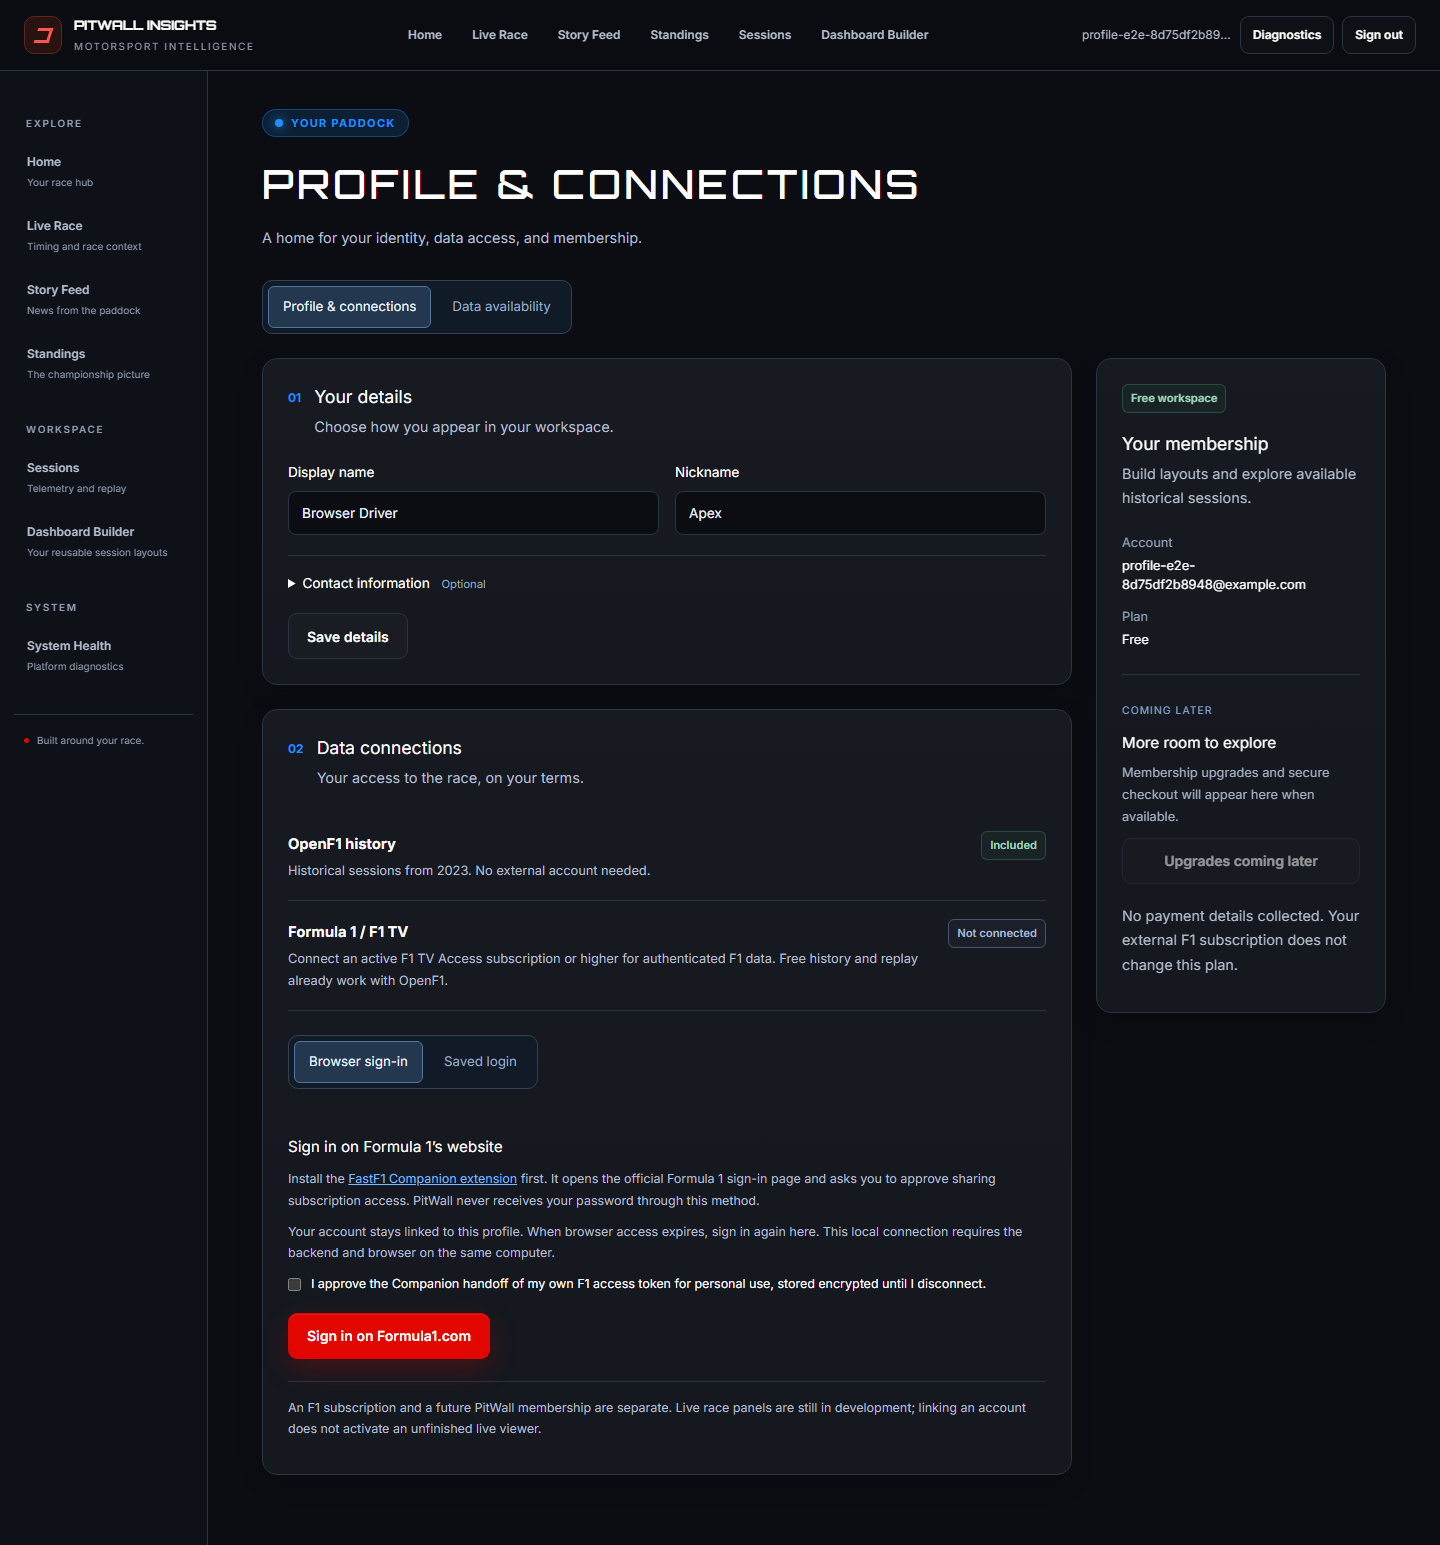 PITWALL INSIGHTS
MOTORSPORT INTELLIGENCE
Home
Live Race
Story Feed
Standings
Sessions
Dashboard Builder
profile-e2e-8d75df2b89...
Diagnostics
Sign out
EXPLORE
Home
Your race hub
Live Race
Timing and race context
Story Feed
News from the paddock
Standings
The championship picture
WORKSPACE
Sessions
Telemetry and replay
Dashboard Builder
Your reusable session layouts
SYSTEM
System Health
Platform diagnostics
Built around your race.
YOUR PADDOCK
PROFILE & CONNECTIONS
A home for your identity, data access, and membership.
Profile & connections
Data availability
01 Your details
Choose how you appear in your workspace.
Display name
Browser Driver
Nickname
Apex
Contact information Optional
Save details
02 Data connections
Your access to the race, on your terms.
OpenF1 history
Historical sessions from 2023. No external account needed.
Included
Formula 1 / F1 TV
Connect an active F1 TV Access subscription or higher for authenticated F1 data. Free history and replay
already work with OpenF1.
Not connected
Browser sign-in
Saved login
Sign in on Formula 1's website
Install the FastF1 Companion extension first. It opens the official Formula 1 sign-in page and asks you to approve sharing
subscription access. PitWall never receives your password through this method.
Your account stays linked to this profile. When browser access expires, sign in again here. This local connection requires the
backend and browser on the same computer.
I approve the Companion handoff of my own F1 access token for personal use, stored encrypted until I disconnect.
Sign in on Formula1.com
An F1 subscription and a future PitWall membership are separate. Live race panels are still in development; linking an account
does not activate an unfinished live viewer.
Free workspace
Your membership
Build layouts and explore available
historical sessions.
Account
profile-e2e-
8d75df2b8948@example.com
Plan
Free
COMING LATER
More room to explore
Membership upgrades and secure
checkout will appear here when
available.
Upgrades coming later
No payment details collected. Your
external F1 subscription does not
change this plan.